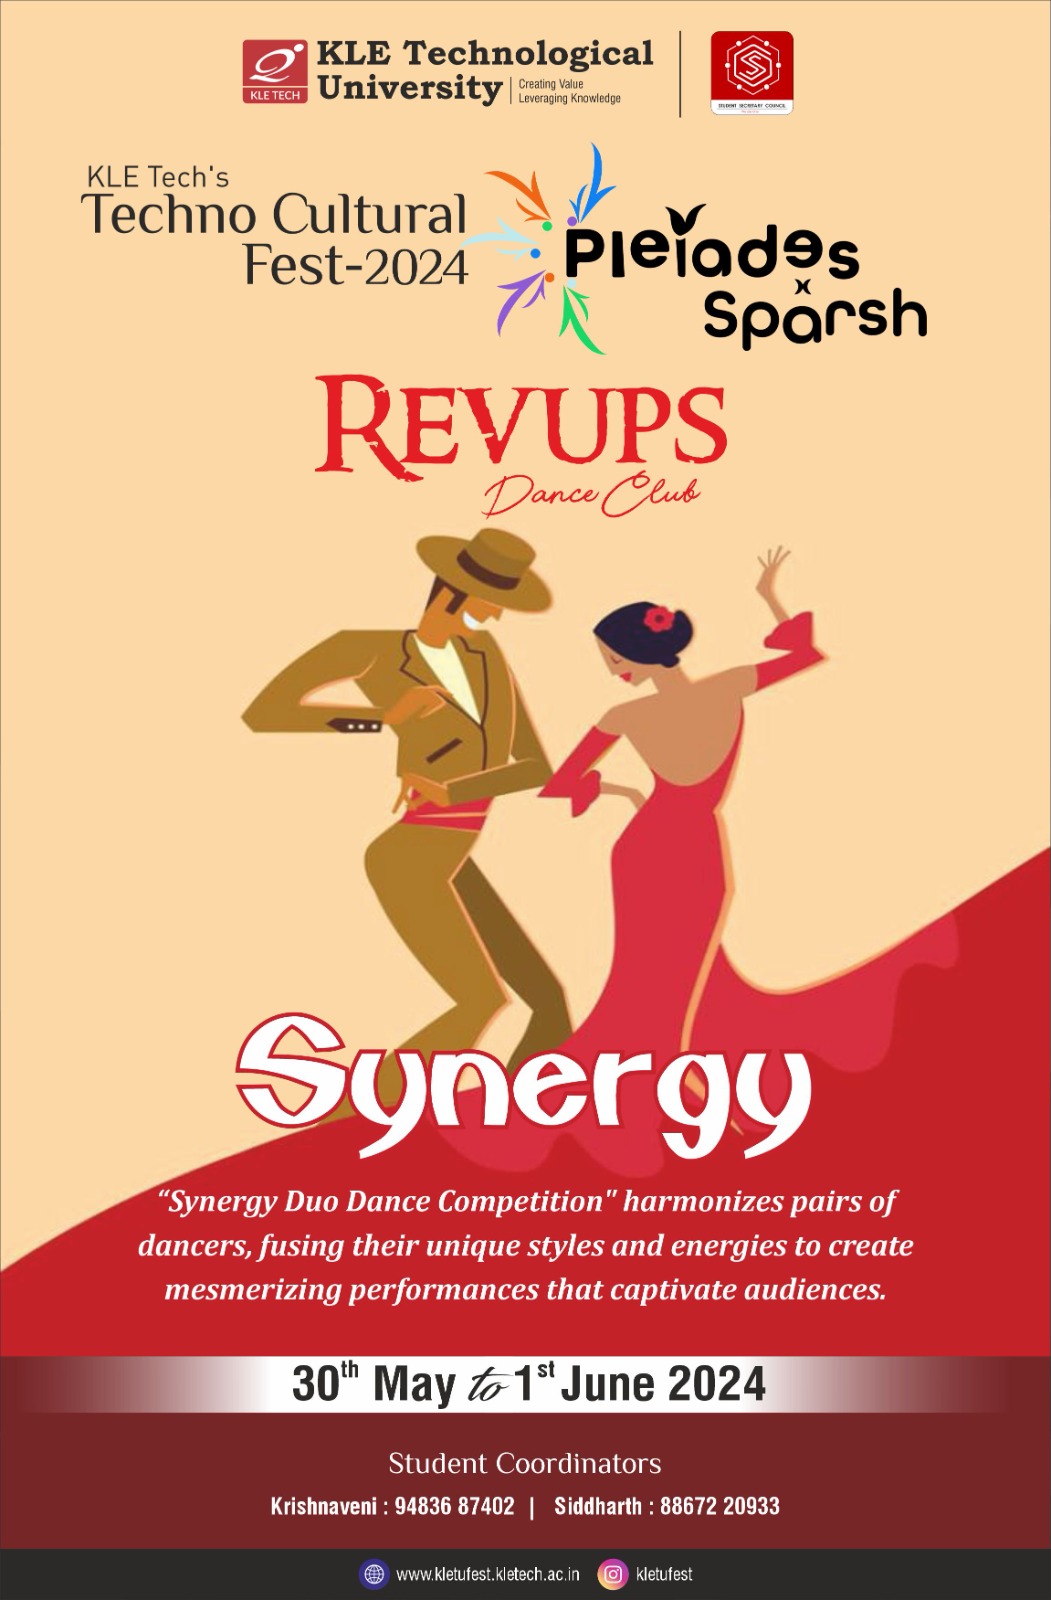 KLE TECH
KLE Technological
University
Creating Value
Leveraging Knowledge
STUDENT SECRETARY COUNCIL
KLE Tech's
Techno Cultural
Fest-2024
Pleiades
x
Sparsh
REVUPS
Dance Club
Synergy
“Synergy Duo Dance Competition" harmonizes pairs of
dancers, fusing their unique styles and energies to create
mesmerizing performances that captivate audiences.
30th May to 1st June 2024
Student Coordinators
Krishnaveni : 94836 87402 | Siddharth : 88672 20933
www.kletufest.kletech.ac.in kletufest